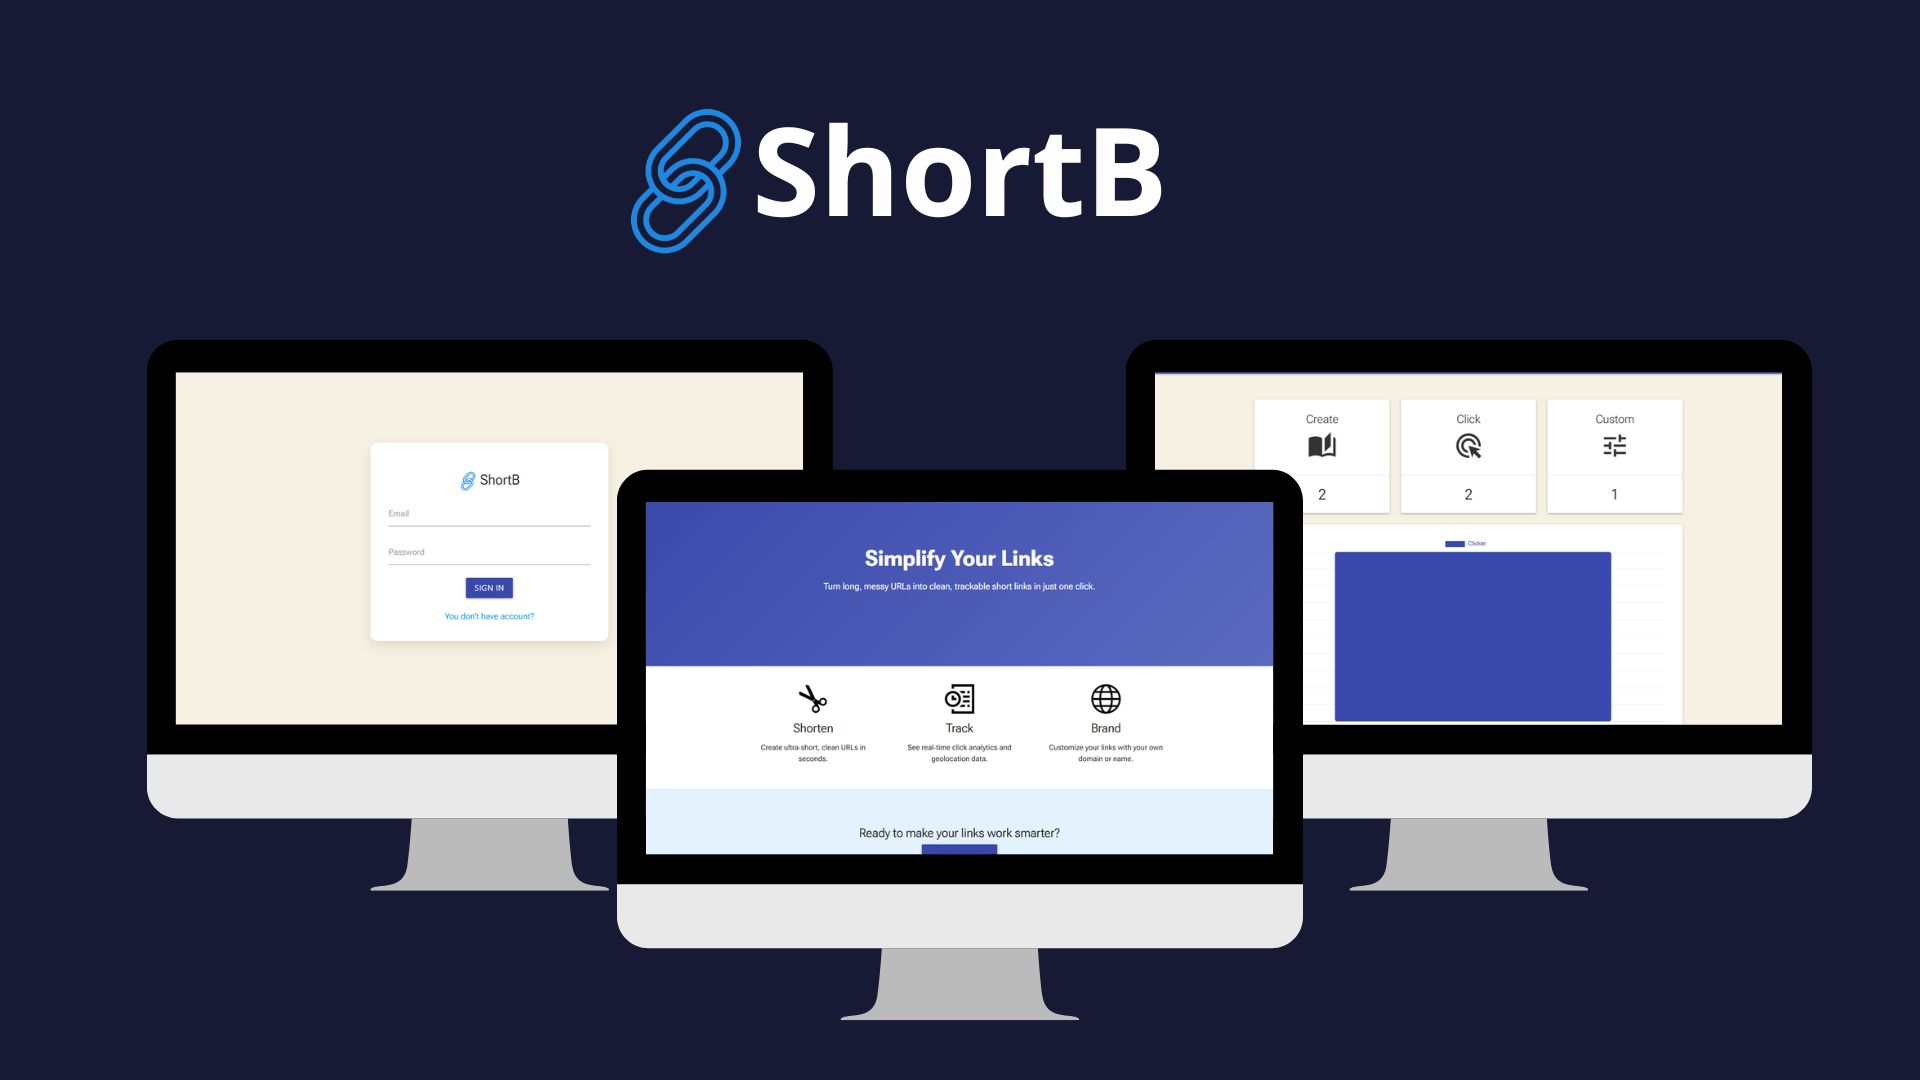 ShortB
ShortB
Email
Password
SIGN IN
You don't have account?
Simplify Your Links
Turn long, messy URLs into clean, trackable short links in just one click.
Shorten
Create ultra-short, clean URLs in
seconds.
Track
See real-time click analytics and
geolocation data.
Brand
Customize your links with your own
domain or name.
Ready to make your links work smarter?
Create
2
Click
2
Custom
1
Clicker